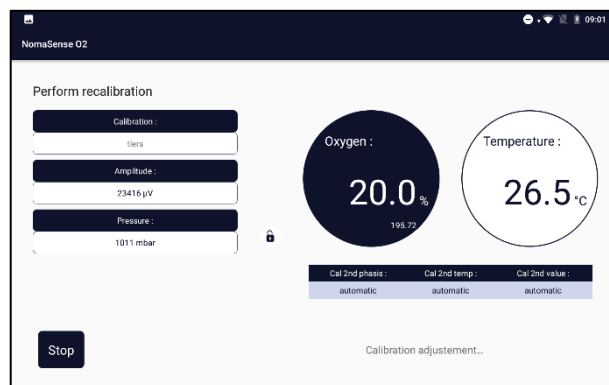 09:01
NomaSense O2
Perform recalibration
Calibration :
tiers
Amplitude :
23416 µV
Pressure :
1011 mbar
Oxygen :
20.0 %
195.72
Temperature :
26.5 °C
Cal 2nd phasis : Cal 2nd temp : Cal 2nd value :
automatic automatic automatic
Stop
Calibration adjustement...